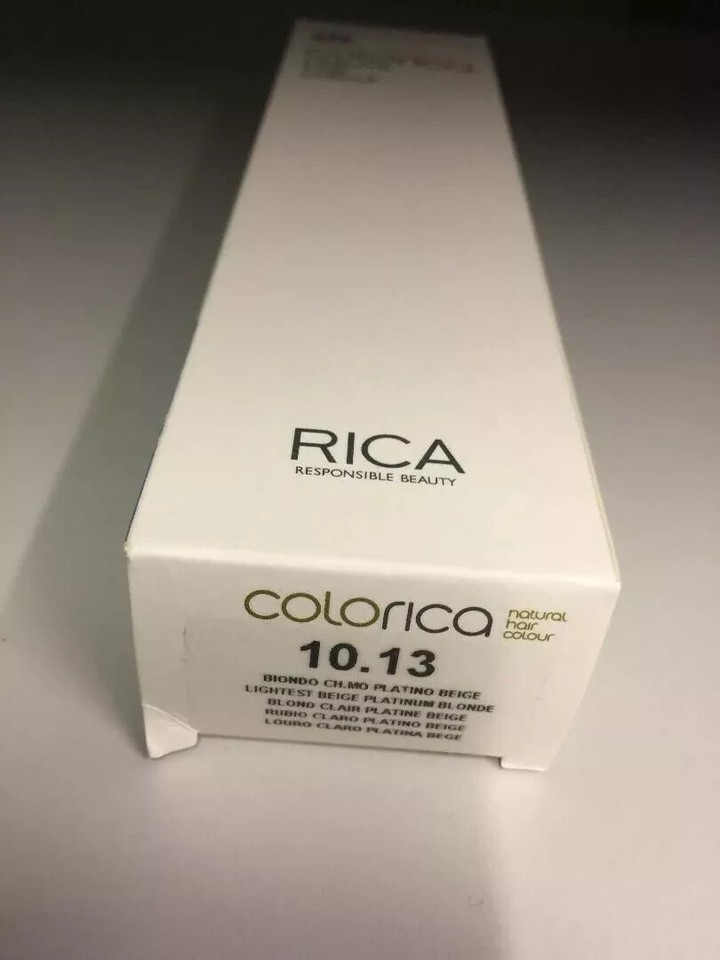 RICA
RESPONSIBLE BEAUTY
colorica
natural
hair
colour
10.13
BIONDO CH.MO PLATINO BEIGE
LIGHTEST BEIGE PLATINUM BLONDE
BLOND CLAIR PLATINE BEIGE
RUBIO CLARO PLATINO BEIGE
LOURO CLARO PLATINA BEGE